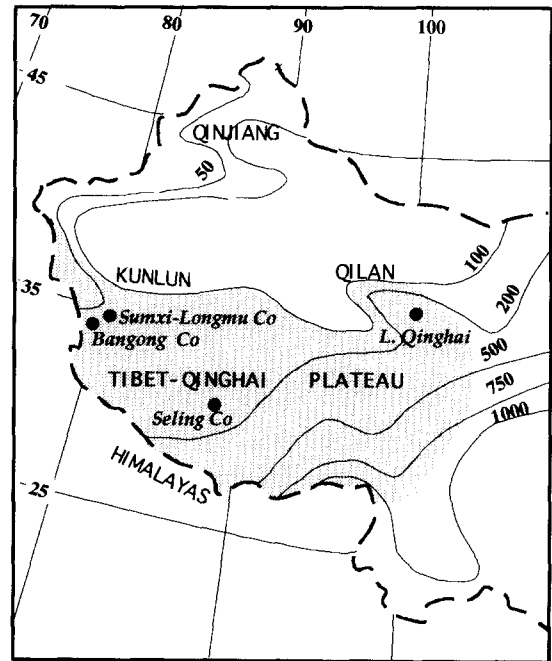 70 80 90 100
45
QINJIANG
50
100
35
KUNLUN QILAN
200
Sumxi-Longmu Co
L. Qinghai
Bangong Co
500
TIBET-QINGHAI PLATEAU
750
Seling Co
1000
HIMALAYAS
25